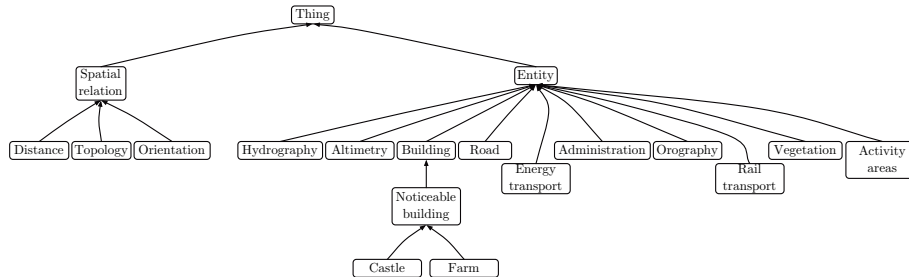 Thing
Spatial
relation
Entity
Distance
Topology
Orientation
Hydrography
Altimetry
Building
Road
Energy
transport
Administration
Orography
Rail
transport
Vegetation
Activity
areas
Noticeable
building
Castle
Farm